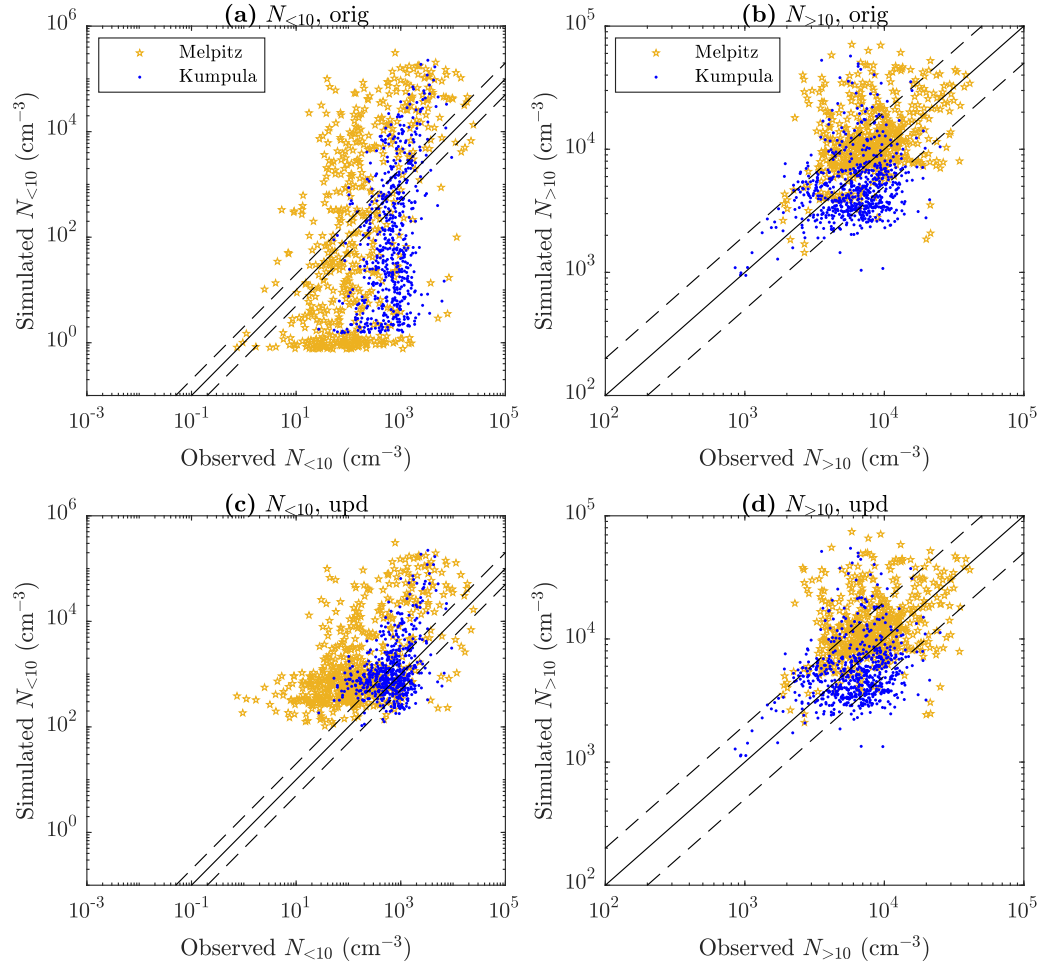 (a) N<10, orig
10^6
10^4
10^2
10^0
Simulated N<10 (cm^−3)
Melpitz
Kumpula
10^-3
10^-1
10^1
10^3
10^5
Observed N<10 (cm^−3)
(b) N>10, orig
10^5
10^4
10^3
10^2
Simulated N>10 (cm^−3)
Melpitz
Kumpula
10^2
10^3
10^4
10^5
Observed N>10 (cm^−3)
(c) N<10, upd
10^6
10^4
10^2
10^0
Simulated N<10 (cm^−3)
10^-3
10^-1
10^1
10^3
10^5
Observed N<10 (cm^−3)
(d) N>10, upd
10^5
10^4
10^3
10^2
Simulated N>10 (cm^−3)
10^2
10^3
10^4
10^5
Observed N>10 (cm^−3)